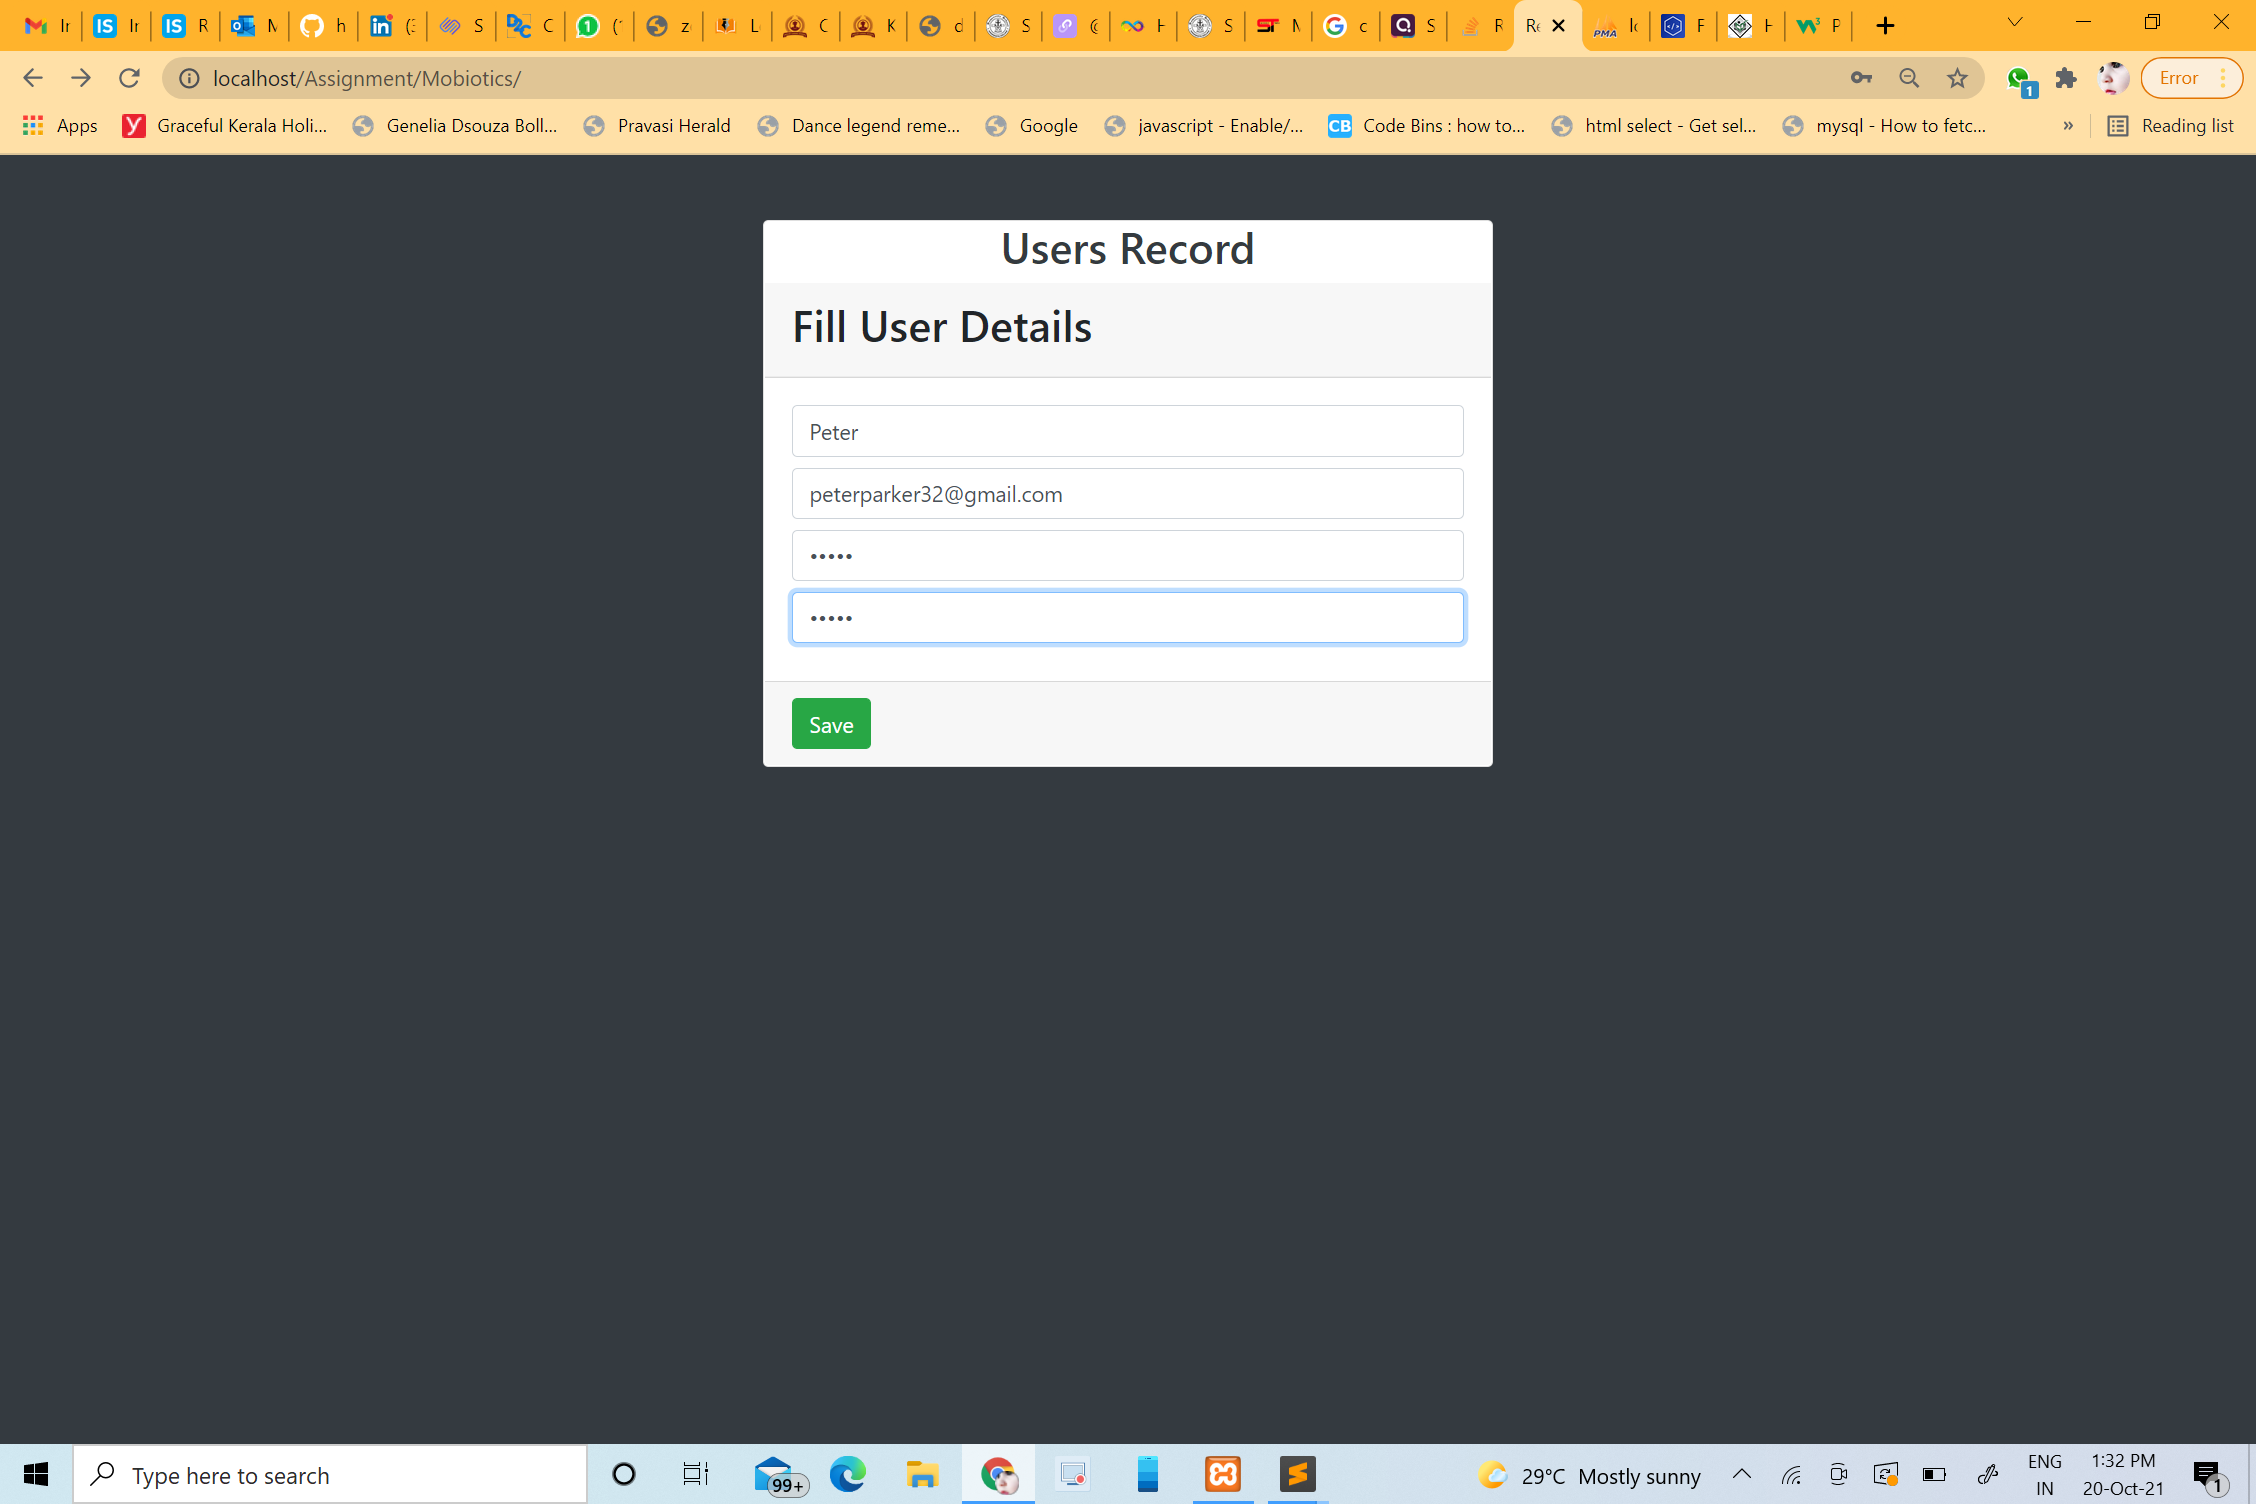 localhost/Assignment/Mobiotics/
Error
Apps
Graceful Kerala Holi...
Genelia Dsouza Boll...
Pravasi Herald
Dance legend reme...
Google
javascript - Enable/...
CB Code Bins : how to...
html select - Get sel...
mysql - How to fetc...
»
Reading list
Users Record
Fill User Details
Peter
peterparker32@gmail.com
•••••
•••••
Save
Type here to search
99+
29°C Mostly sunny
ENG
IN
1:32 PM
20-Oct-21
1